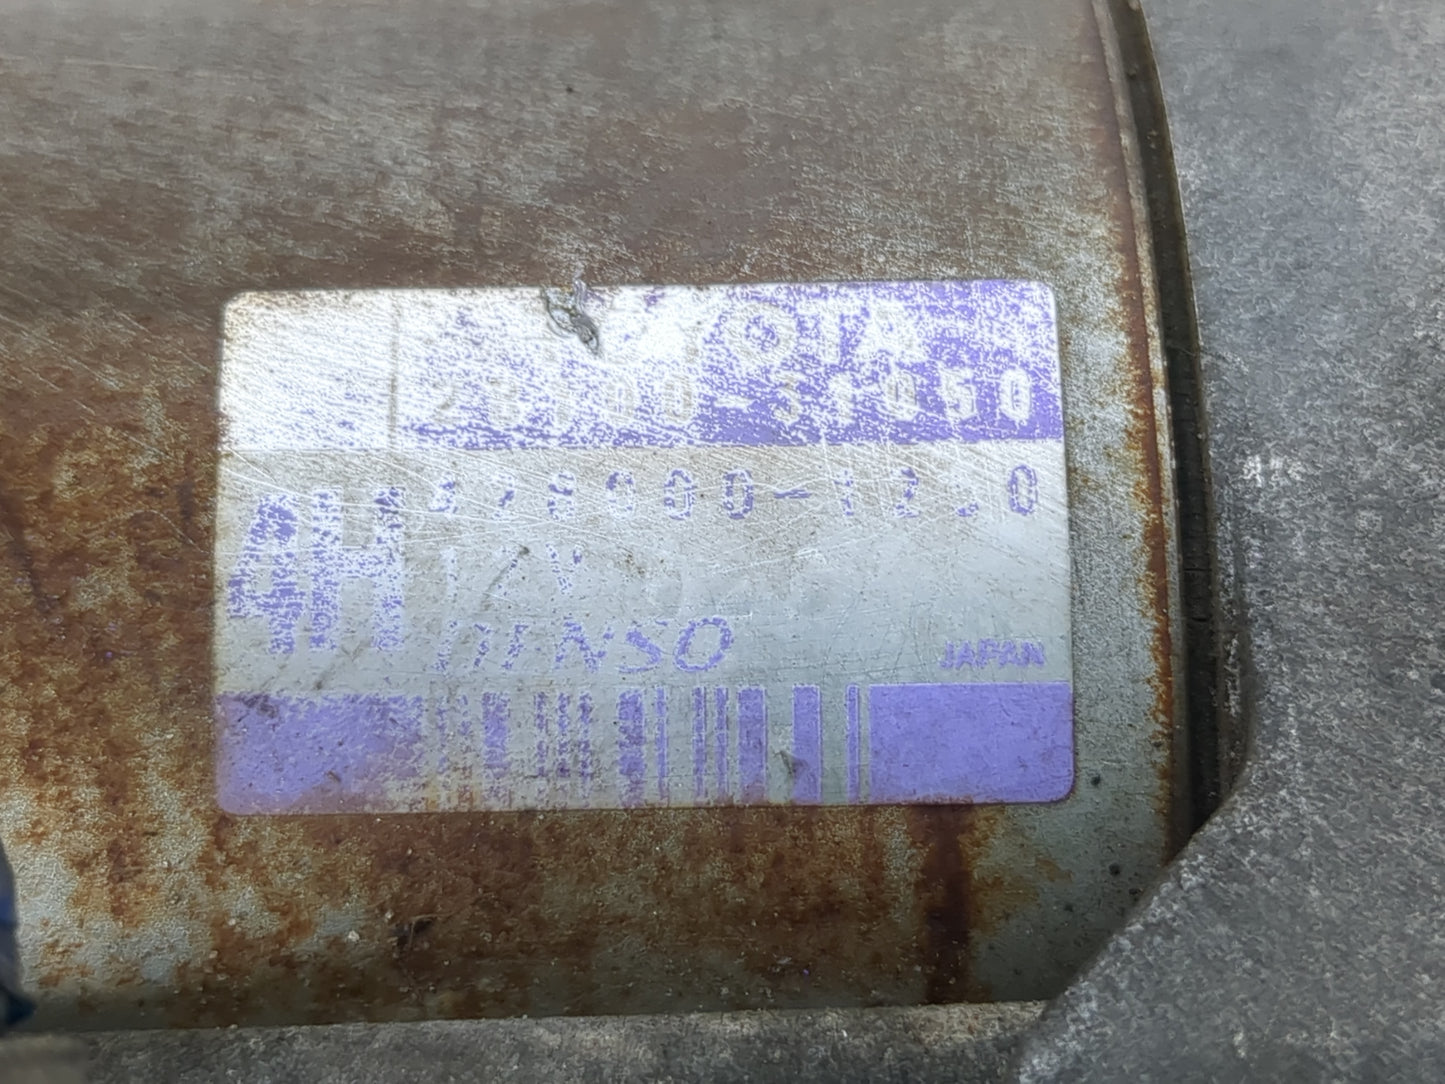 TOYOTA
28100-31050
428000-1230
4H
12V
DENSO
JAPAN